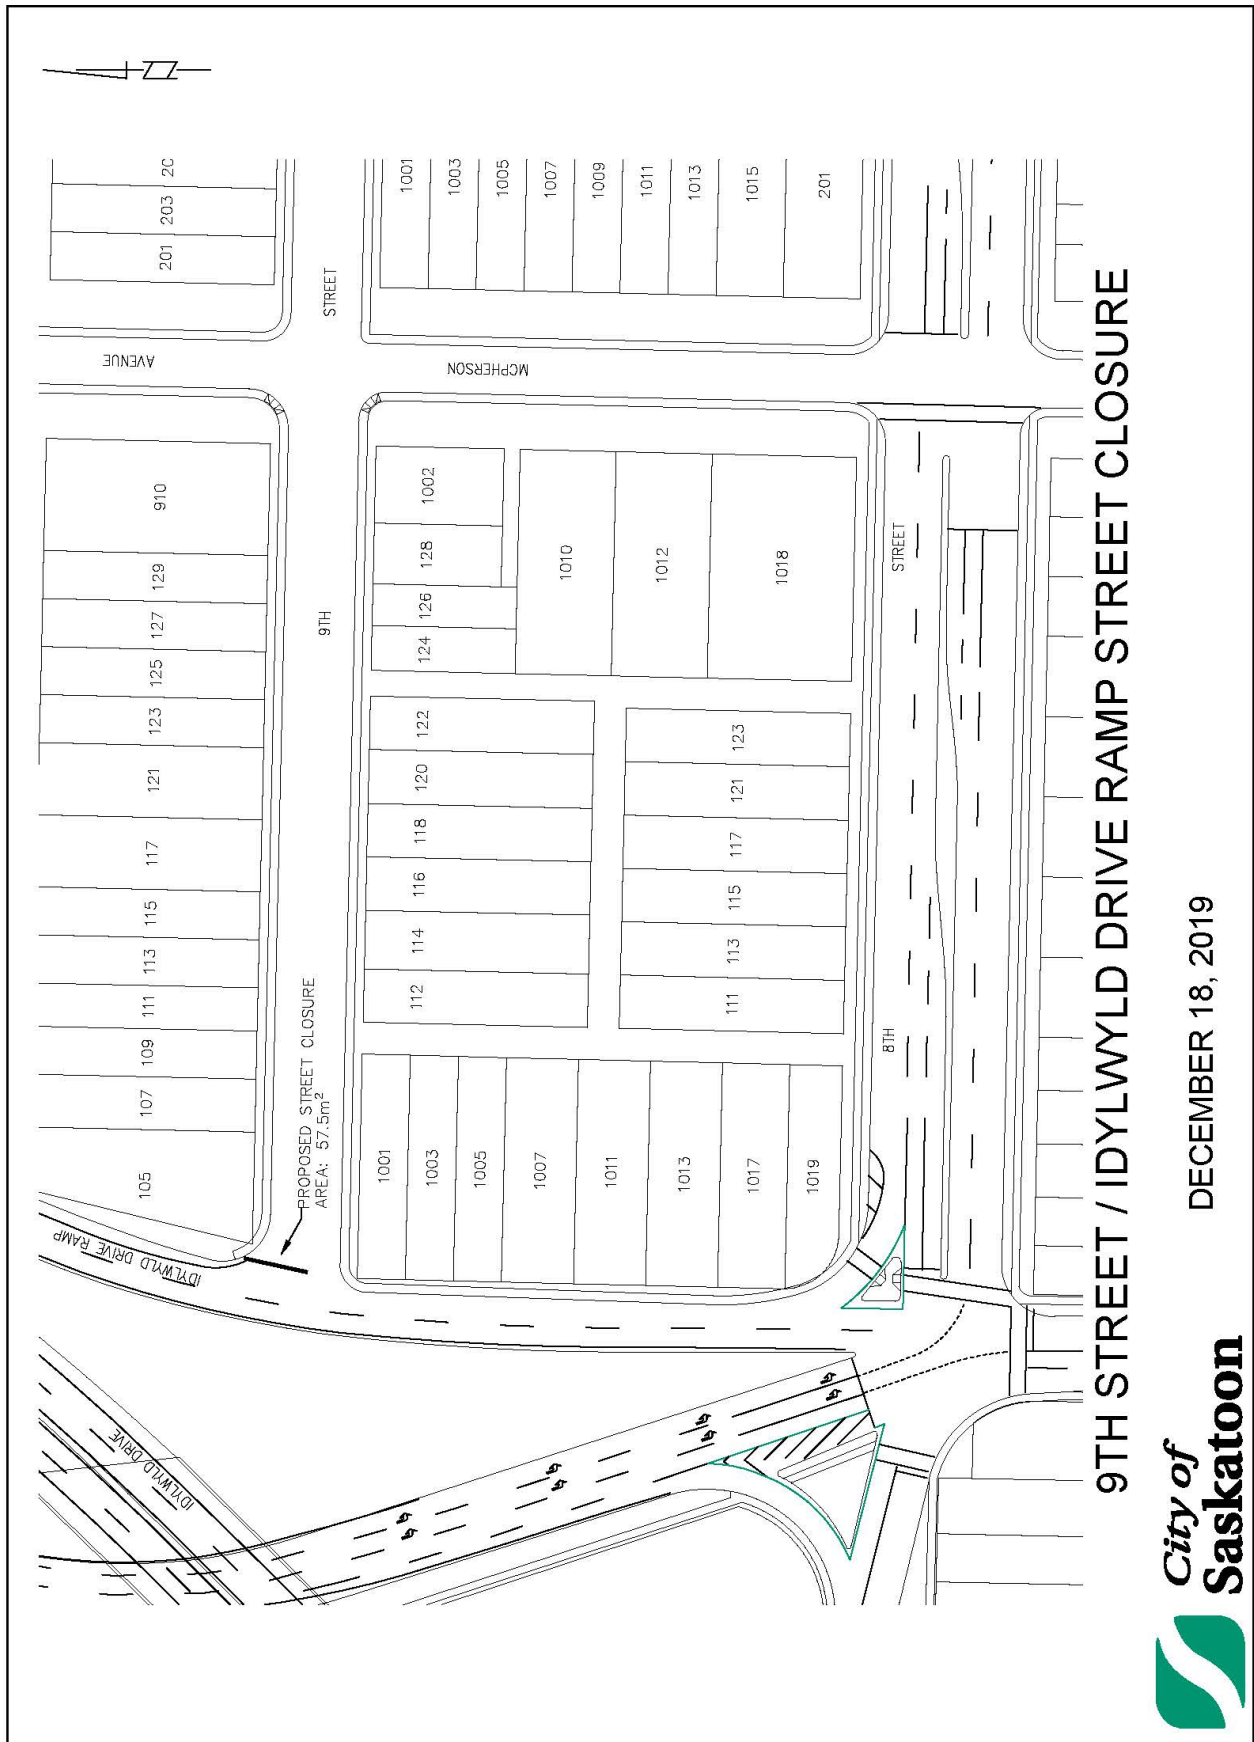 N
IDYLWYLD DRIVE
IDYLWYLD DRIVE RAMP
105 107 109 111 113 115 117 121 123 125 127 129 910
AVENUE
201 203 2C
PROPOSED STREET CLOSURE
AREA: 57.5m²
9TH STREET
1001
1003
1005
1007
1011
1013
1017
1019
112 114 116 118 120 122
124 126 128 1002
1010
1012
1018
111 113 115 117 121 123
MCPHERSON
1001
1003
1005
1007
1009
1011
1013
1015
201
8TH STREET
9TH STREET / IDYLWYLD DRIVE RAMP STREET CLOSURE
City of
Saskatoon
DECEMBER 18, 2019